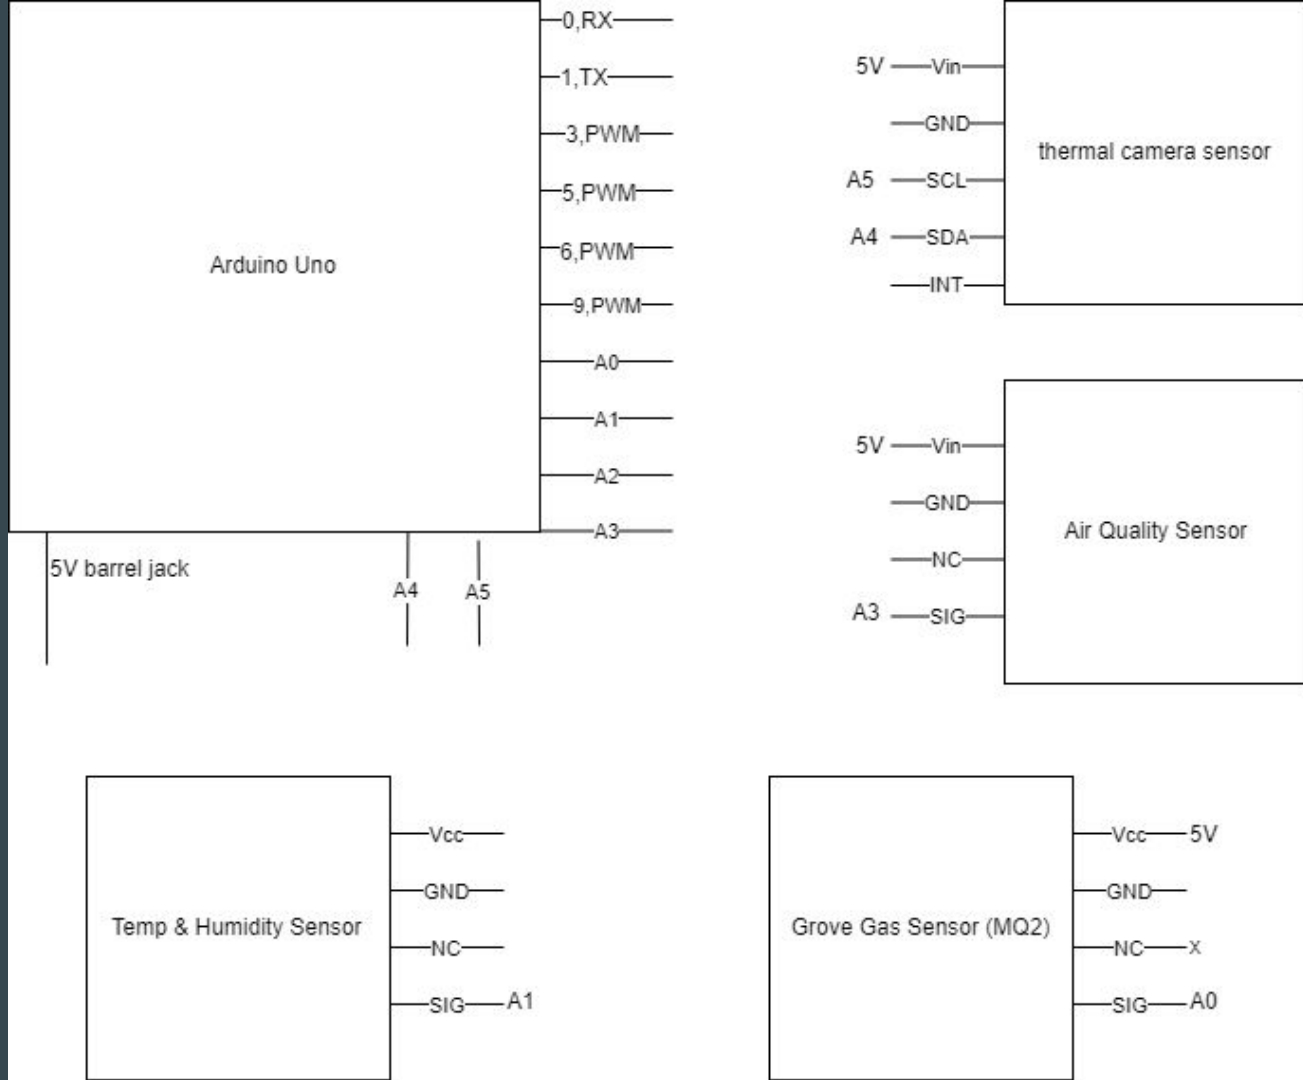 Arduino Uno
0,RX
1,TX
3,PWM
5,PWM
6,PWM
9,PWM
A0
A1
A2
A3
5V barrel jack
A4
A5
5V Vin
GND
A5 SCL
A4 SDA
INT
thermal camera sensor
5V Vin
GND
NC
A3 SIG
Air Quality Sensor
Temp & Humidity Sensor
Vcc
GND
NC
SIG A1
Grove Gas Sensor (MQ2)
Vcc 5V
GND
NC X
SIG A0